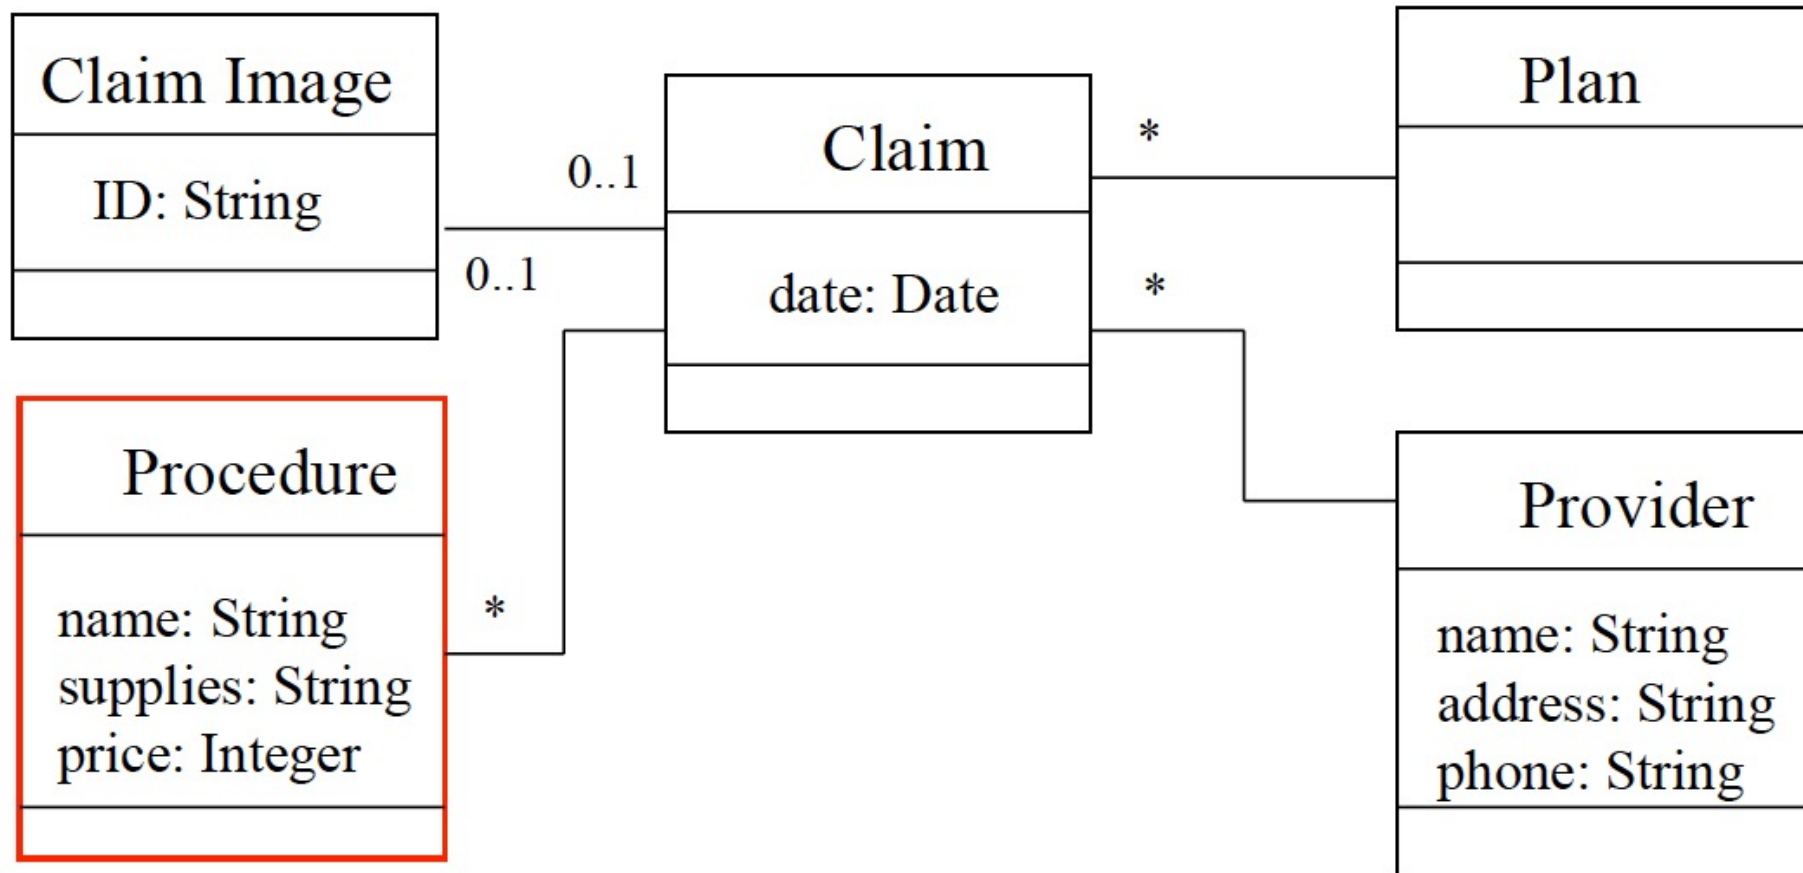 Claim Image
ID: String
0..1
0..1
Claim
date: Date
*
*
Plan
Procedure
name: String
supplies: String
price: Integer
*
Provider
name: String
address: String
phone: String